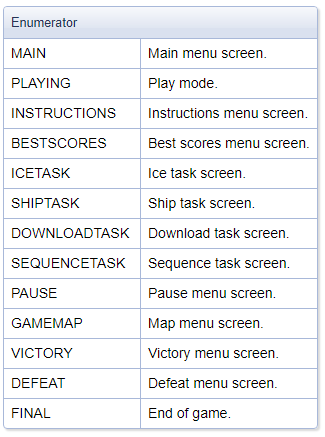 Enumerator
MAIN Main menu screen.
PLAYING Play mode.
INSTRUCTIONS Instructions menu screen.
BESTSCORES Best scores menu screen.
ICETASK Ice task screen.
SHIPTASK Ship task screen.
DOWNLOADTASK Download task screen.
SEQUENCETASK Sequence task screen.
PAUSE Pause menu screen.
GAMEMAP Map menu screen.
VICTORY Victory menu screen.
DEFEAT Defeat menu screen.
FINAL End of game.